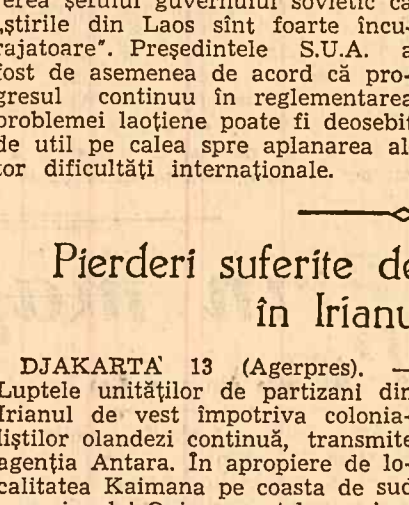 șefului guvernului sovietic că
„știrile din Laos sînt foarte încu-
rajatoare". Președintele S.U.A. a
fost de asemenea de acord că pro-
gresul continuu în reglementarea
problemei laoțiene poate fi deosebit
de util pe calea spre aplanarea al-
tor dificultăți internaționale.
Pierderi suferite de
în Irianu
DJAKARTA 13 (Agerpres). —
Luptele unităților de partizani din
Irianul de vest împotriva colonia-
liștilor olandezi continuă, transmite
agenția Antara. În apropiere de lo-
calitatea Kaimana pe coasta de sud